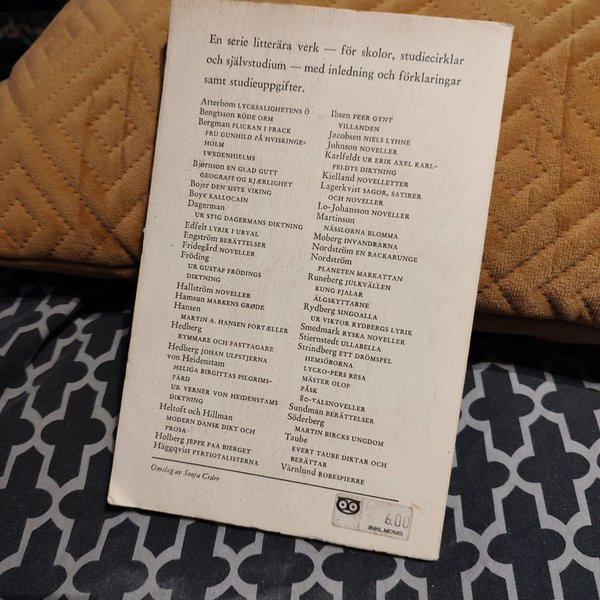 En serie litterära verk — för skolor, studiecirklar
och självstudium — med inledning och förklaringar
samt studieuppgifter.
Atterbom LYCKSALIGHETENS Ö
Bengtsson RÖDE ORM
Bergman FLICKAN I FRACK
FRU GUNHILD PÅ HVISKINGE-
HOLM
SWEDENHIELMS
Bjørnson EN GLAD GUTT
GEOGRAFI OG KJÆRLIGHET
Bojer DEN SISTE VIKING
Boye KALLOCAIN
Dagerman
UR STIG DAGERMANS DIKTNING
Edfelt LYRIK I URVAL
Engström BERÄTTELSER
Fridegård NOVELLER
Fröding
UR GUSTAF FRÖDINGS
DIKTNING
Hallström NOVELLER
Hamsun MARKENS GRØDE
Hansen
MARTIN A. HANSEN FORTÆLLER
Hedberg
RYMMARE OCH FASTTAGARE
Hedberg JOHAN ULFSTJERNA
von Heidenstam
HELIGA BIRGITTAS PILGRIMS-
FÄRD
UR VERNER VON HEIDENSTAMS
DIKTNING
Heltoft och Hillman
MODERN DANSK DIKT OCH
PROSA
Holberg JEPPE PAA BIERGET
Häggqvist FYRTIOTALISTERNA
Ibsen PEER GYNT
VILLANDEN
Jacobsen NIELS LYHNE
Johnson NOVELLER
Karlfeldt UR ERIK AXEL KARL-
FELDTS DIKTNING
Kielland NOVELLETTER
Lagerkvist SAGOR, SATIRER
OCH NOVELLER
Lo-Johansson NOVELLER
Martinson
NÄSSLORNA BLOMMA
Moberg INVANDRARNA
Nordström EN RACKARUNGE
Nordström
PLANETEN MARKATTAN
Runeberg JULKVÄLLEN
KUNG FJALAR
ÄLGSKYTTARNE
Rydberg SINGOALLA
UR VIKTOR RYDBERGS LYRIK
Smedmark RYSKA NOVELLER
Stiernstedt ULLABELLA
Strindberg ETT DRÖMSPEL
HEMSÖBORNA
LYCKO-PERS RESA
MÄSTER OLOF
PÅSK
80-TALSNOVELLER
Sundman BERÄTTELSER
Söderberg
MARTIN BIRCKS UNGDOM
Taube
EVERT TAUBE DIKTAR OCH
BERÄTTAR
Värnlund ROBESPIERRE
Omslag av Sonja Ceder
6.00
INKL.MOMS